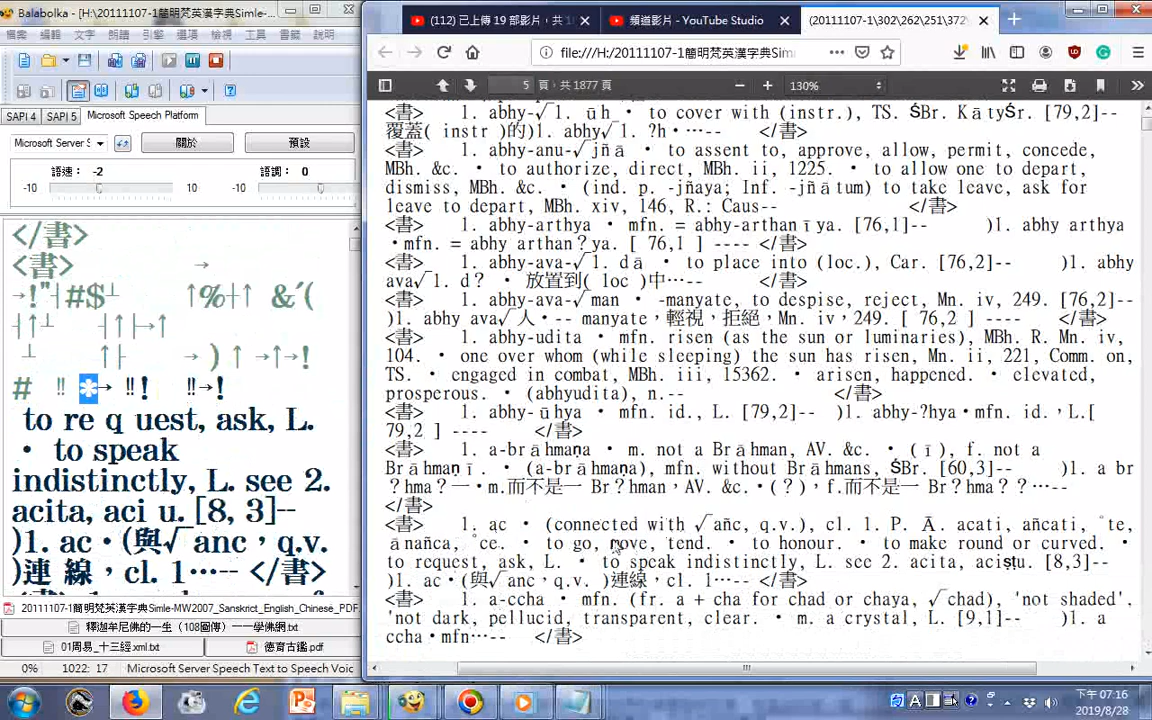 Balabolka - [H:\20111107-1簡明梵英漢字典Simle-
檔案 編輯 文字 朗讀 引擎 選項 檢視 工具 書籤 說明
SAPI 4 SAPI 5 Microsoft Speech Platform
Microsoft Server S 關於 預設
語速： -2 語調： 0
-10 10 -10
</書>
<書> →
to re q uest, ask, L.
• to speak
indistinctly, L. see 2.
acita, aci u. [8, 3]--
)1. ac•(與√ anc，q.v.
)連 線，cl. 1⋯-- </書>
20111107-1簡明梵英漢字典Simle-MW2007_Sanskrict_English_Chinese_PDF.
釋迦牟尼佛的一生（108圖傳）一一學佛網.txt
01周易_十三經.xml.txt 德育古鑑.pdf
0% 1022: 17 Microsoft Server Speech Text to Speech Voic
(112) 已上傳 19 部影片，共 1
頻道影片 - YouTube Studio
(20111107-1\302\262\251\372
file:///H:/20111107-1簡明梵英漢字典Sim
5 頁，共 1877 頁 130%
<書> 1. abhy-√ 1. ūh • to cover with (instr.), TS. ŚBr. KātyŚr. [79,2]--
覆蓋( instr )的)1. abhy√ 1. ?h•⋯-- </書>
<書> 1. abhy-anu-√jñā • to assent to, approve, allow, permit, concede,
MBh. &c. • to authorize, direct, MBh. ii, 1225. • to allow one to depart,
dismiss, MBh. &c. • (ind. p. -jñaya; Inf. -jñātum) to take leave, ask for
leave to depart, MBh. xiv, 146, R.: Caus-- </書>
<書> 1. abhy-arthya • mfn. = abhy-arthanīya. [76,1]-- )1. abhy arthya
•mfn. = abhy arthan？ya. [ 76,1 ] ---- </書>
<書> 1. abhy-ava-√1. dā • to place into (loc.), Car. [76,2]-- )1. abhy
ava√1. d？ • 放置到( loc )中⋯-- </書>
<書> 1. abhy-ava-√man • -manyate, to despise, reject, Mn. iv, 249. [76,2]--
)1. abhy ava√人•-- manyate，輕視，拒絕，Mn. iv，249. [ 76,2 ] ---- </書>
<書> 1. abhy-udita • mfn. risen (as the sun or luminaries), MBh. R. Mn. iv,
104. • one over whom (while sleeping) the sun has risen, Mn. ii, 221, Comm. on,
TS. • engaged in combat, MBh. iii, 15362. • arisen, happened. • elevated,
prosperous. • (abhyudita), n.-- </書>
<書> 1. abhy-ūhya • mfn. id., L. [79,2]-- )1. abhy-?hya•mfn. id.，L.[
79,2 ] ---- </書>
<書> 1. a-brāhmaṇa • m. not a Brāhman, AV. &c. • (ī), f. not a
Brāhmaṇī. • (a-brāhmaṇa), mfn. without Brāhmans, ŚBr. [60,3]-- )1. a br
?hma？一•m.而不是一 Br？hman，AV. &c.•(？)，f.而不是一 Br？hma？？⋯--
</書>
<書> 1. ac • (connected with √añc, q.v.), cl. 1. P. Ā. acati, añcati, ˚te,
ānañca, ˚ce. • to go, move, tend. • to honour. • to make round or curved. •
to request, ask, L. • to speak indistinctly, L. see 2. acita, aciṣṭu. [8,3]--
)1. ac•(與√anc，q.v. )連線，cl. 1⋯-- </書>
<書> 1. a-ccha • mfn. (fr. a + cha for chad or chaya, √chad), 'not shaded',
'not dark, pellucid, transparent, clear. • m. a crystal, L. [9,1]-- )1. a
ccha•mfn⋯-- </書>
下午 07:16
2019/8/28